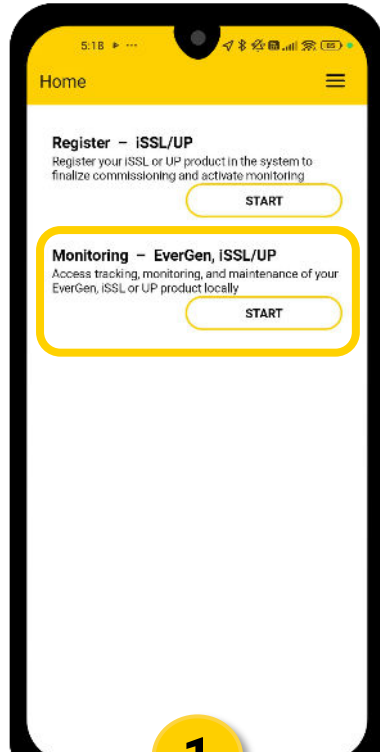 5:18
Home
Register – iSSL/UP
Register your iSSL or UP product in the system to
finalize commissioning and activate monitoring
START
Monitoring – EverGen, iSSL/UP
Access tracking, monitoring, and maintenance of your
EverGen, iSSL or UP product locally
START
1